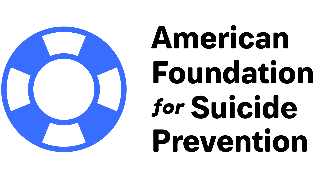 American
Foundation
for Suicide
Prevention